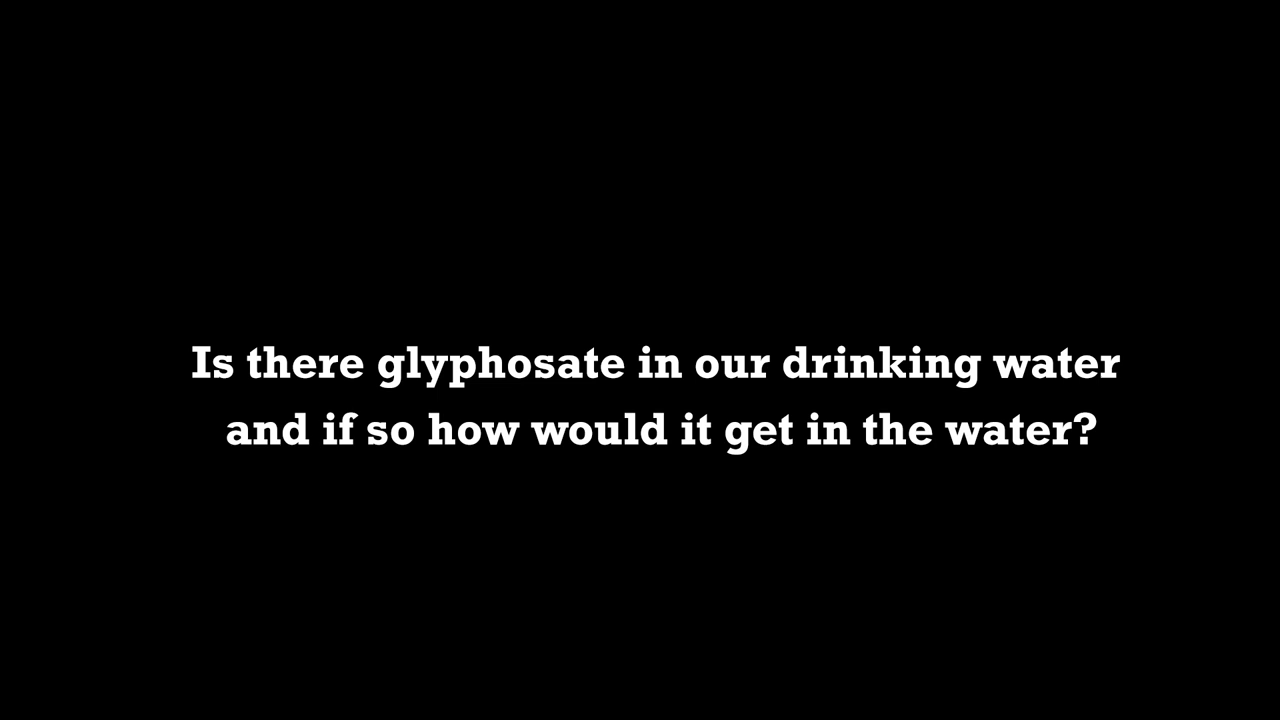 Is there glyphosate in our drinking water
and if so how would it get in the water?